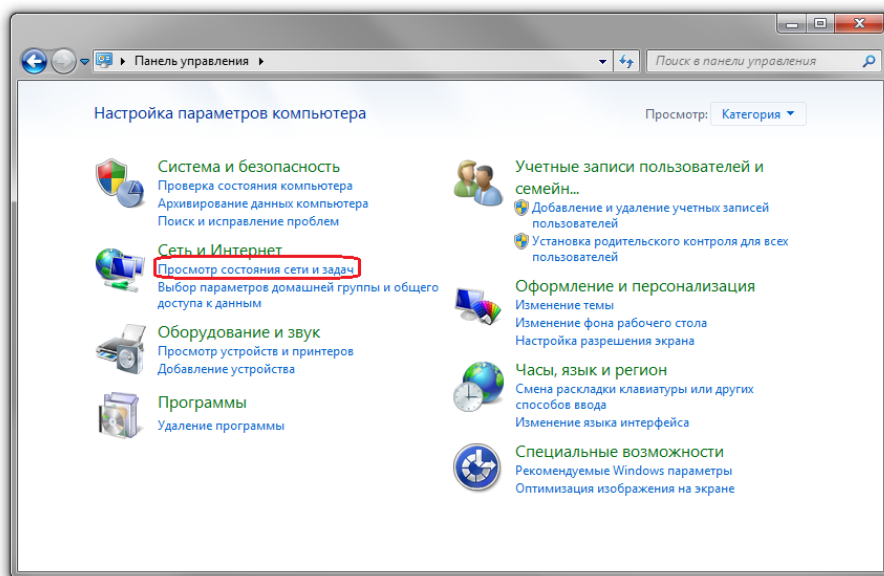 Панель управления
Поиск в панели управления
Настройка параметров компьютера
Просмотр: Категория
Система и безопасность
Проверка состояния компьютера
Архивирование данных компьютера
Поиск и исправление проблем
Сеть и Интернет
Просмотр состояния сети и задач
Выбор параметров домашней группы и общего
доступа к данным
Оборудование и звук
Просмотр устройств и принтеров
Добавление устройства
Программы
Удаление программы
Учетные записи пользователей и
семейн...
Добавление и удаление учетных записей
пользователей
Установка родительского контроля для всех
пользователей
Оформление и персонализация
Изменение темы
Изменение фона рабочего стола
Настройка разрешения экрана
Часы, язык и регион
Смена раскладки клавиатуры или других
способов ввода
Изменение языка интерфейса
Специальные возможности
Рекомендуемые Windows параметры
Оптимизация изображения на экране